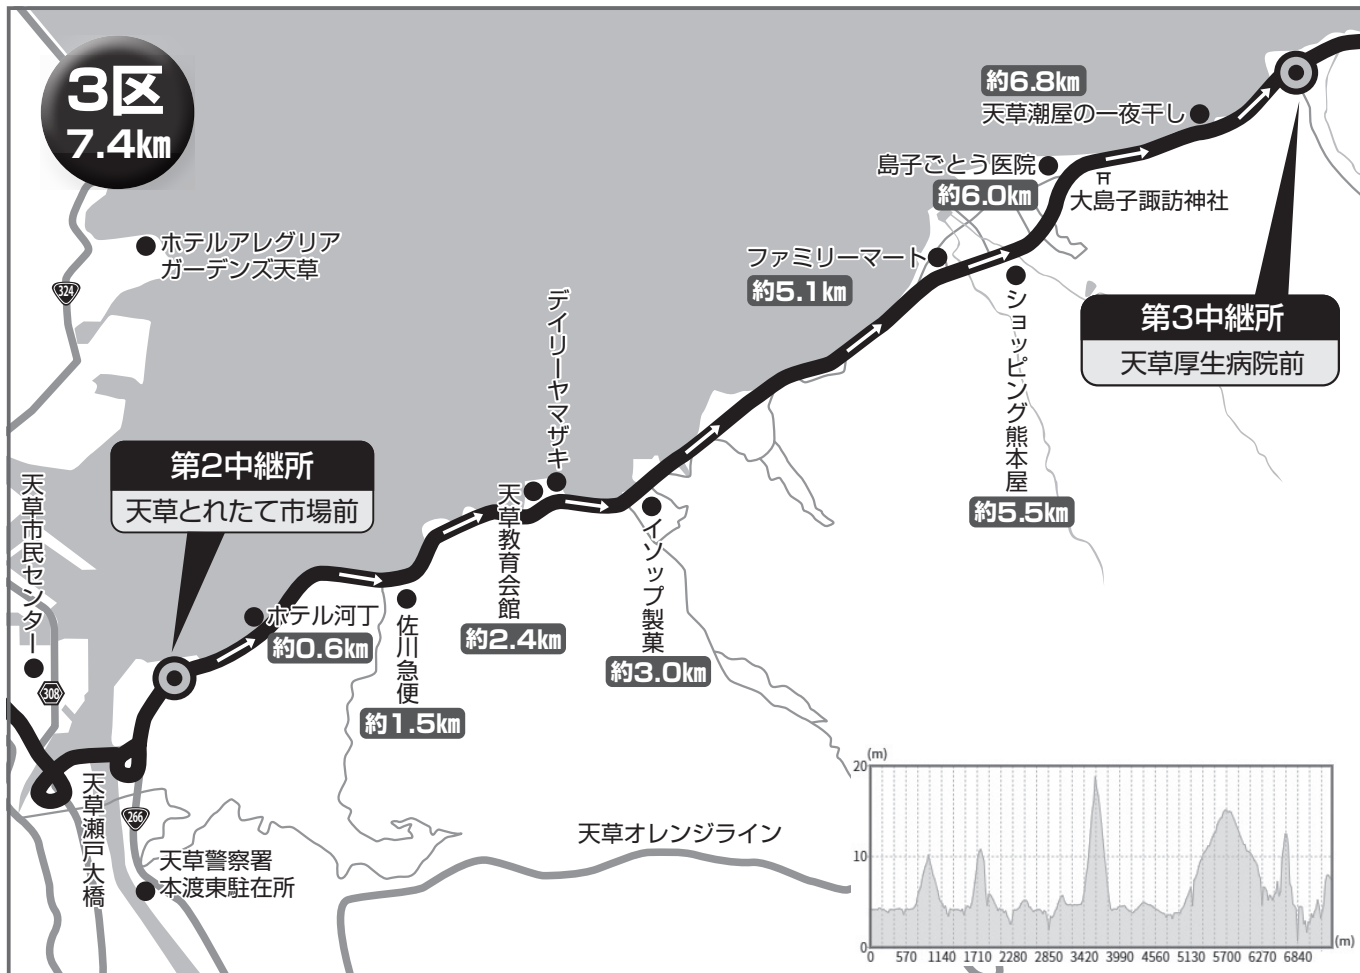 3区
7.4km
約6.8km
天草潮屋の一夜干し
島子ごとう医院
約6.0km
大島子諏訪神社
ホテルアレグリア
ガーデンズ天草
324
ファミリーマート
約5.1km
デイリーヤマザキ
ショッピング熊本屋
約5.5km
第3中継所
天草厚生病院前
第2中継所
天草とれたて市場前
天草市民センター
308
ホテル河丁
約0.6km
佐川急便
約1.5km
天草教育会館
約2.4km
イソップ製菓
約3.0km
天草瀬戸大橋
266
天草警察署
本渡東駐在所
天草オレンジライン
(m)
20
10
0
0 570 1140 1710 2280 2850 3420 3990 4560 5130 5700 6270 6840
(m)